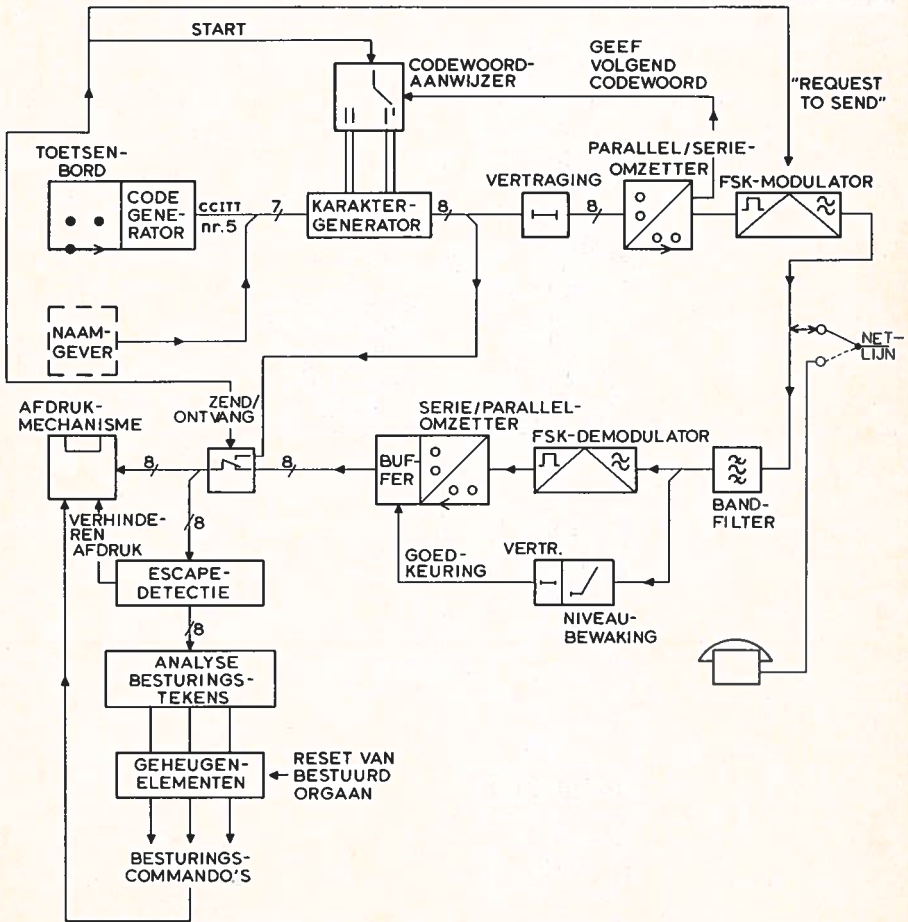 START
CODEWOORD-
AANWIJZER
GEEF
VOLGEND
CODEWOORD
"REQUEST
TO SEND"
TOETSEN-
BORD
CODE
GENE-
RATOR
CCITT
nr.5
7
KARAKTER-
GENERATOR
8
VERTRAGING
8
PARALLEL/SERIE-
OMZETTER
FSK-MODULATOR
NAAM-
GEVER
NET-
LIJN
AFDRUK-
MECHANISME
8
ZEND/
ONTVANG
8
SERIE/PARALLEL-
OMZETTER
BUF-
FER
FSK-DEMODULATOR
BAND-
FILTER
VERHINDE-
REN
AFDRUK
8
GOED-
KEURING
VERTR.
NIVEAU-
BEWAKING
ESCAPE-
DETECTIE
8
ANALYSE
BESTURINGS-
TEKENS
GEHEUGEN-
ELEMENTEN
RESET VAN
BESTUURD
ORGAAN
BESTURINGS-
COMMANDO'S